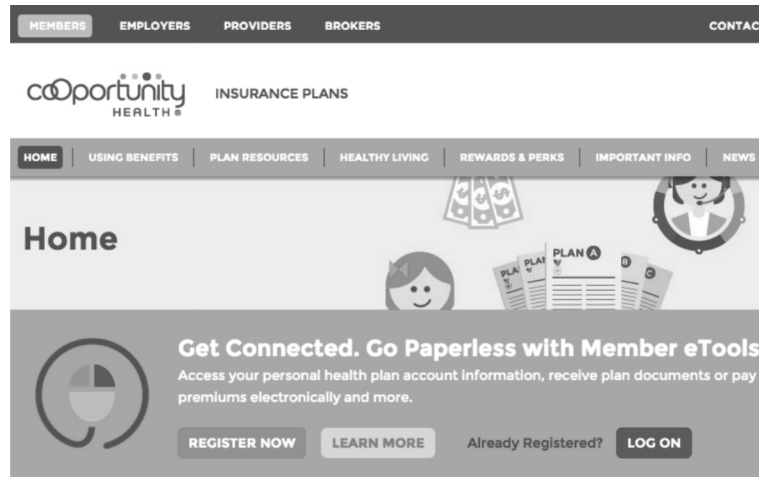 MEMBERS EMPLOYERS PROVIDERS BROKERS
coOportunity
HEALTH ®
INSURANCE PLANS
HOME USING BENEFITS PLAN RESOURCES HEALTHY LIVING REWARDS & PERKS IMPORTANT INFO NEWS
Home
PLAN A
B
C
Get Connected. Go Paperless with Member eTools
Access your personal health plan account information, receive plan documents or pay
premiums electronically and more.
REGISTER NOW LEARN MORE Already Registered? LOG ON